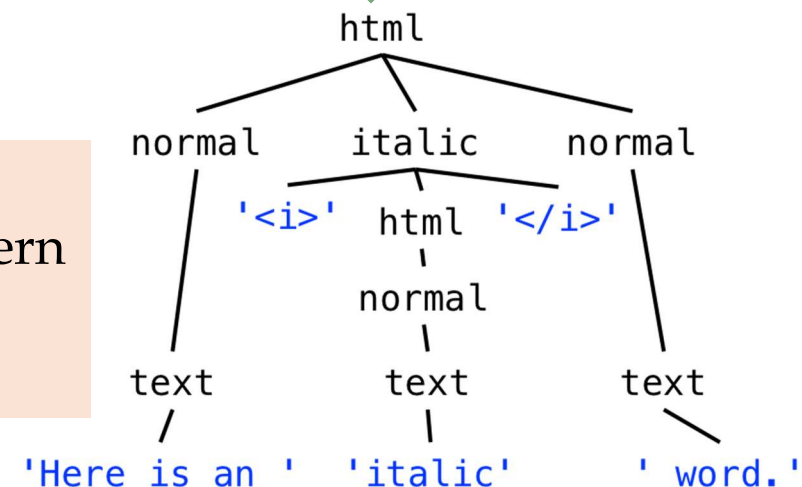 html
normal italic normal
'<i>' html '</i>'
ern
normal
text text text
'Here is an ' 'italic' ' word.'